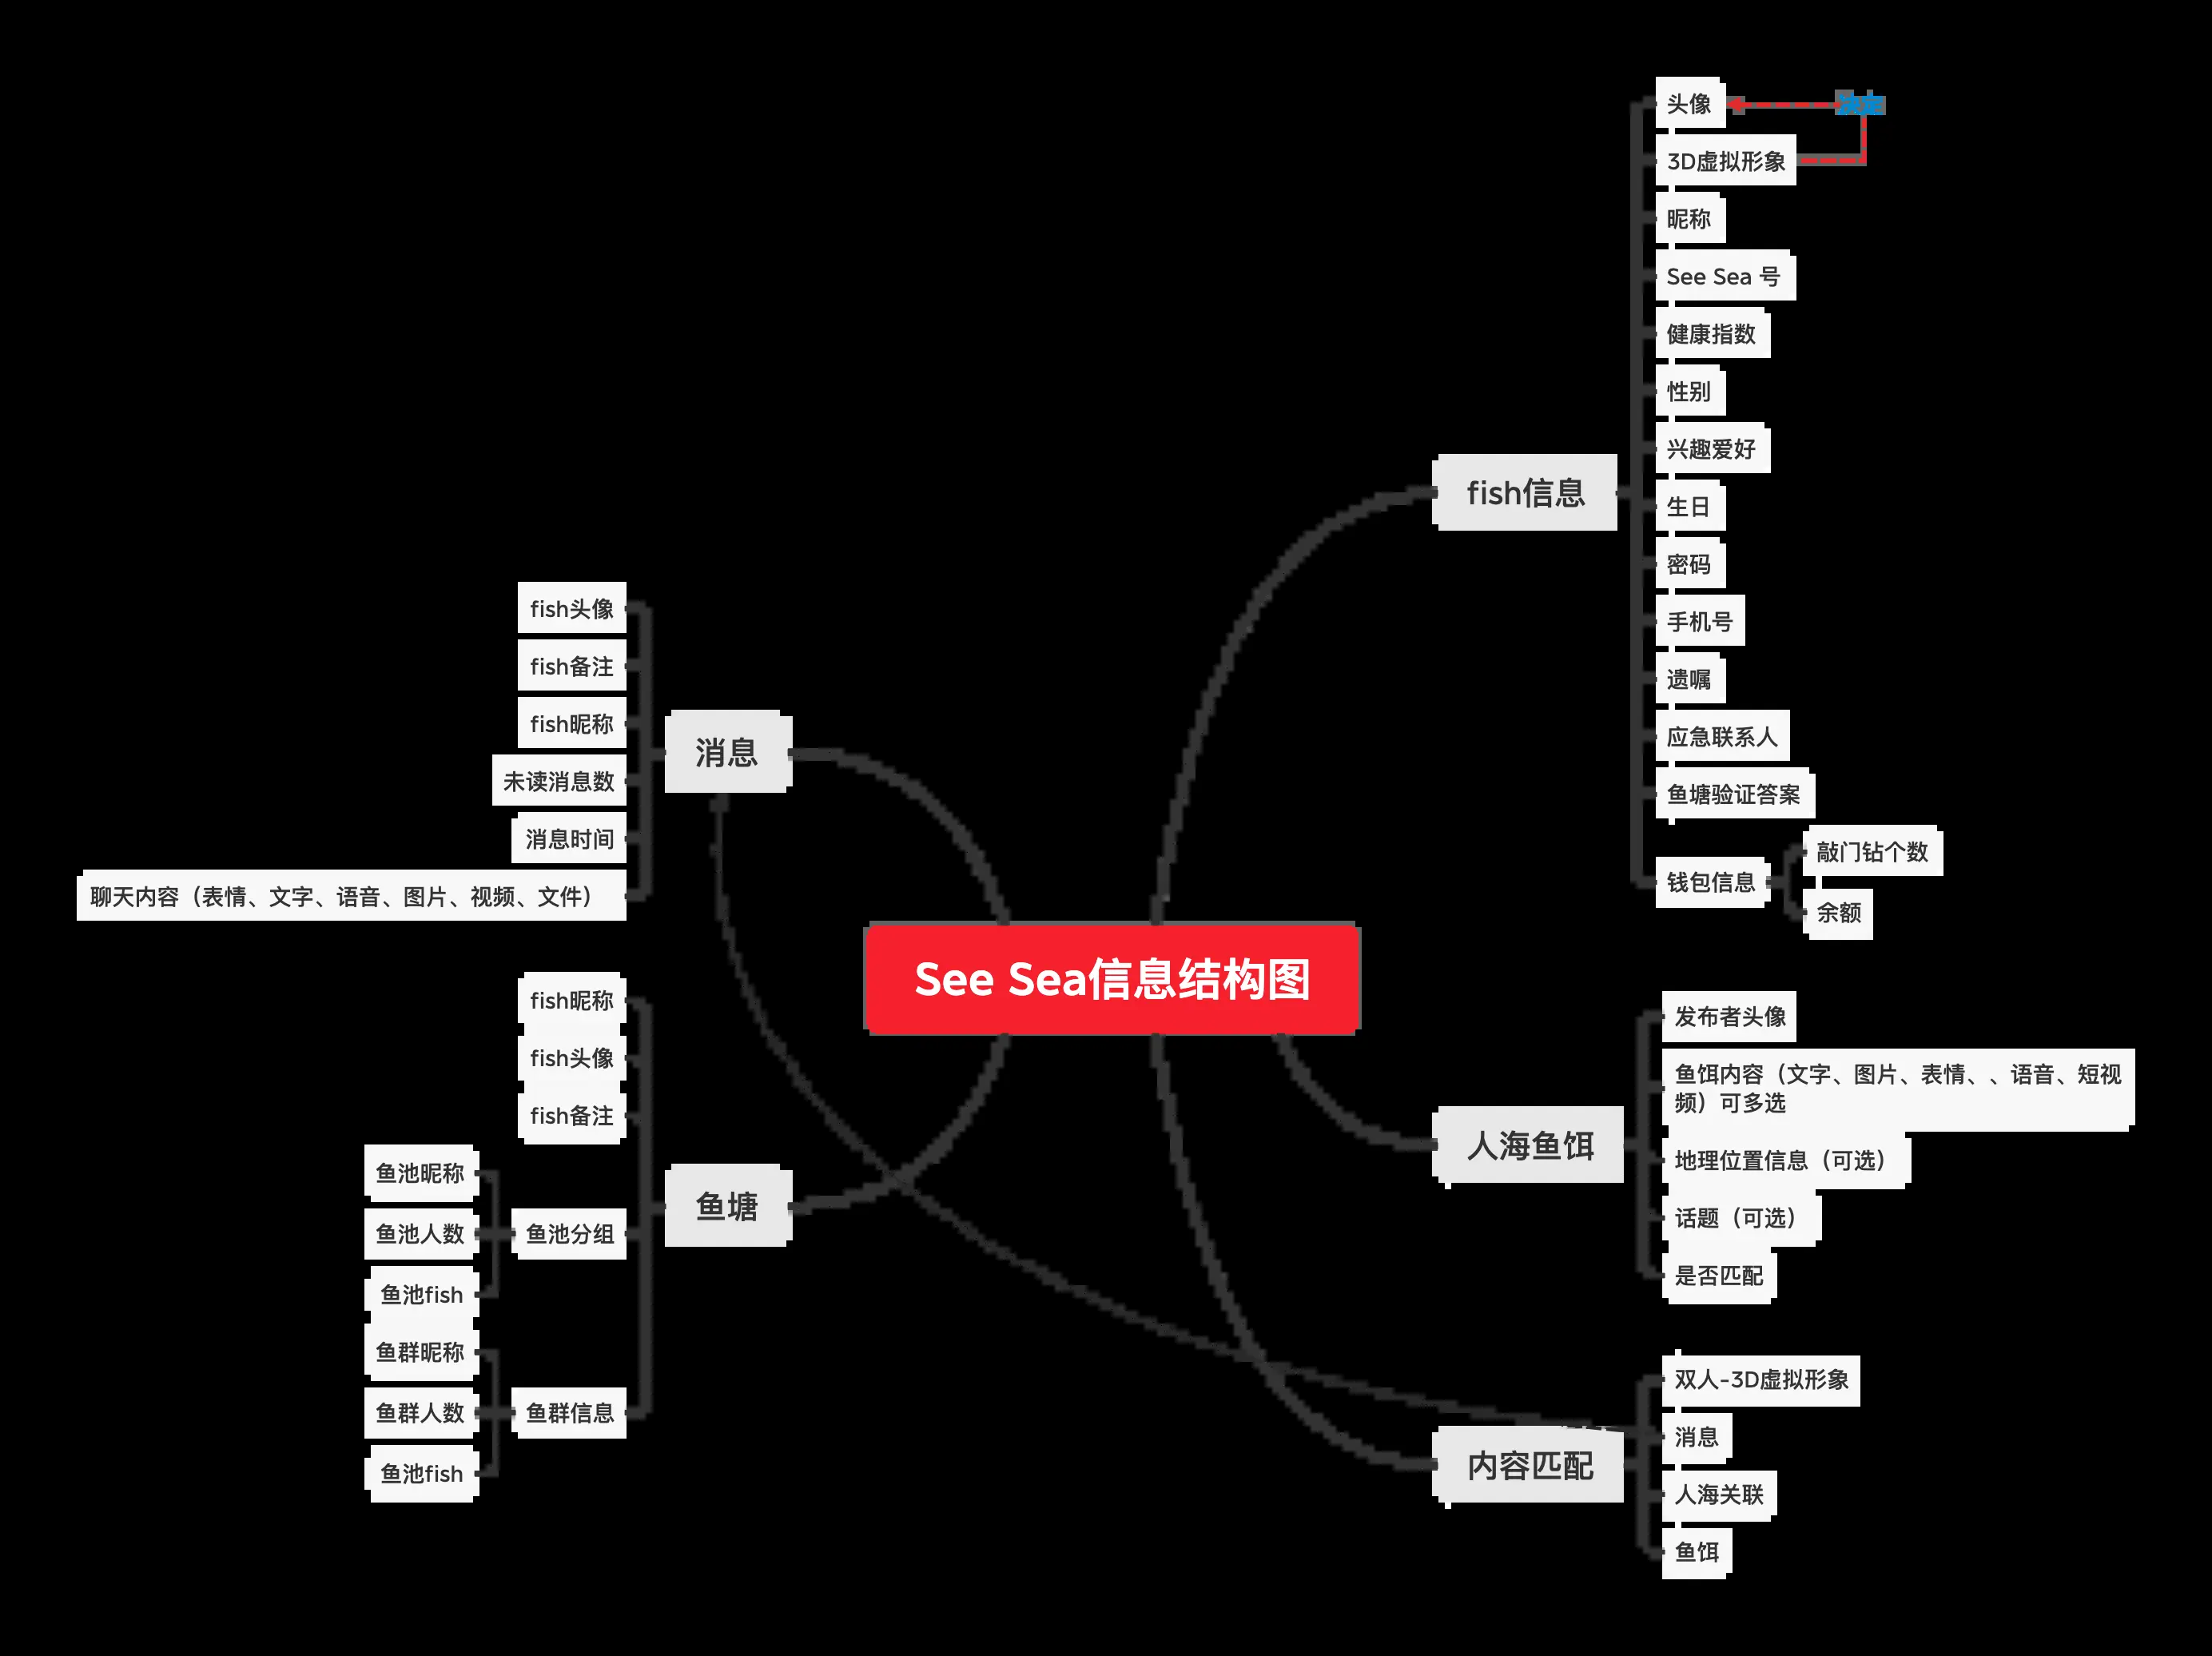 See Sea信息结构图
fish信息
头像
决定
3D虚拟形象
昵称
See Sea 号
健康指数
性别
兴趣爱好
生日
密码
手机号
遗嘱
应急联系人
鱼塘验证答案
钱包信息
敲门钻个数
余额
人海鱼饵
发布者头像
鱼饵内容（文字、图片、表情、、语音、短视
频）可多选
地理位置信息（可选）
话题（可选）
是否匹配
内容匹配
双人-3D虚拟形象
消息
人海关联
鱼饵
消息
fish头像
fish备注
fish昵称
未读消息数
消息时间
聊天内容（表情、文字、语音、图片、视频、文件）
鱼塘
fish昵称
fish头像
fish备注
鱼池分组
鱼池昵称
鱼池人数
鱼池fish
鱼群信息
鱼群昵称
鱼群人数
鱼池fish